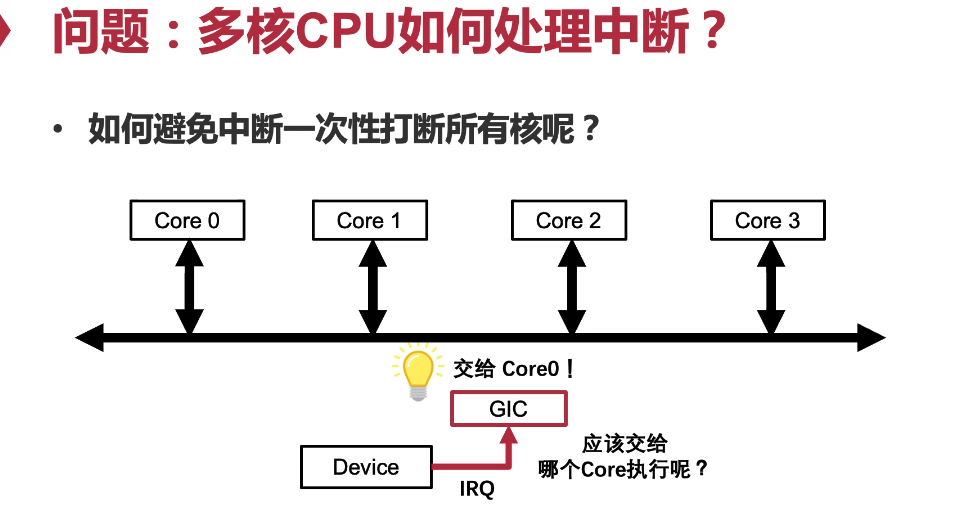 问题：多核CPU如何处理中断？
• 如何避免中断一次性打断所有核呢？
Core 0
Core 1
Core 2
Core 3
交给 Core0！
GIC
应该交给
哪个Core执行呢？
Device
IRQ